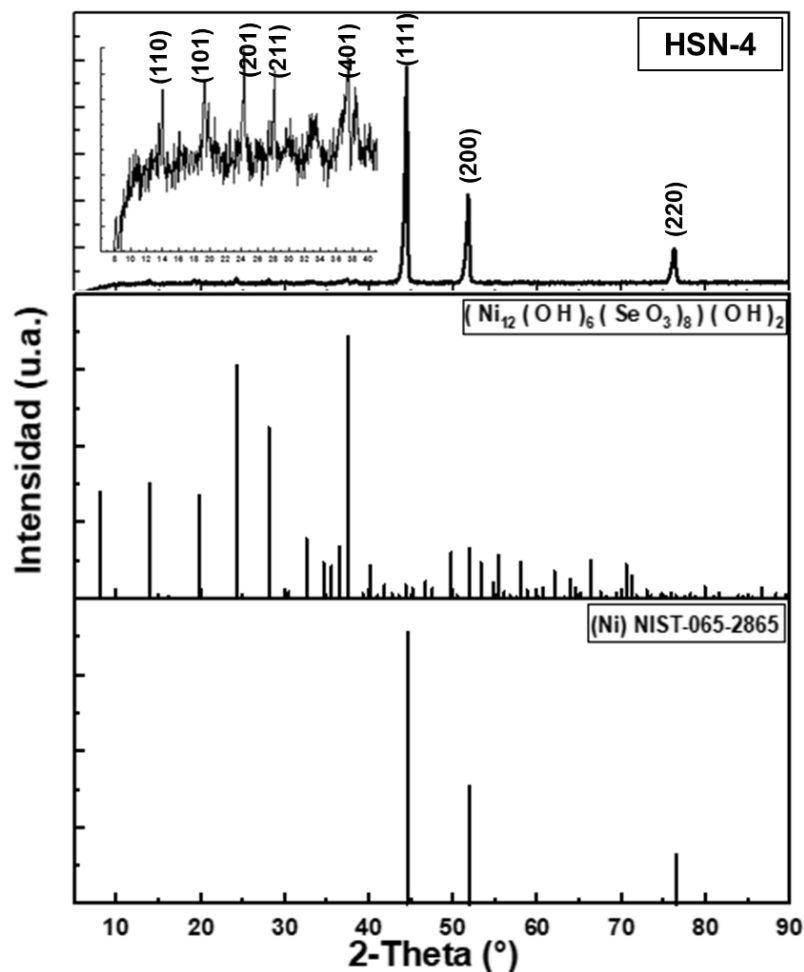 HSN-4
(110)
(101)
(201)
(211)
(401)
(111)
(200)
(220)
8 10 12 14 16 18 20 22 24 26 28 30 32 34 36 38 40
(Ni₁₂(OH)₆(SeO₃)₈)(OH)₂
(Ni) NIST-065-2865
Intensidad (u.a.)
10 20 30 40 50 60 70 80 90
2-Theta (°)